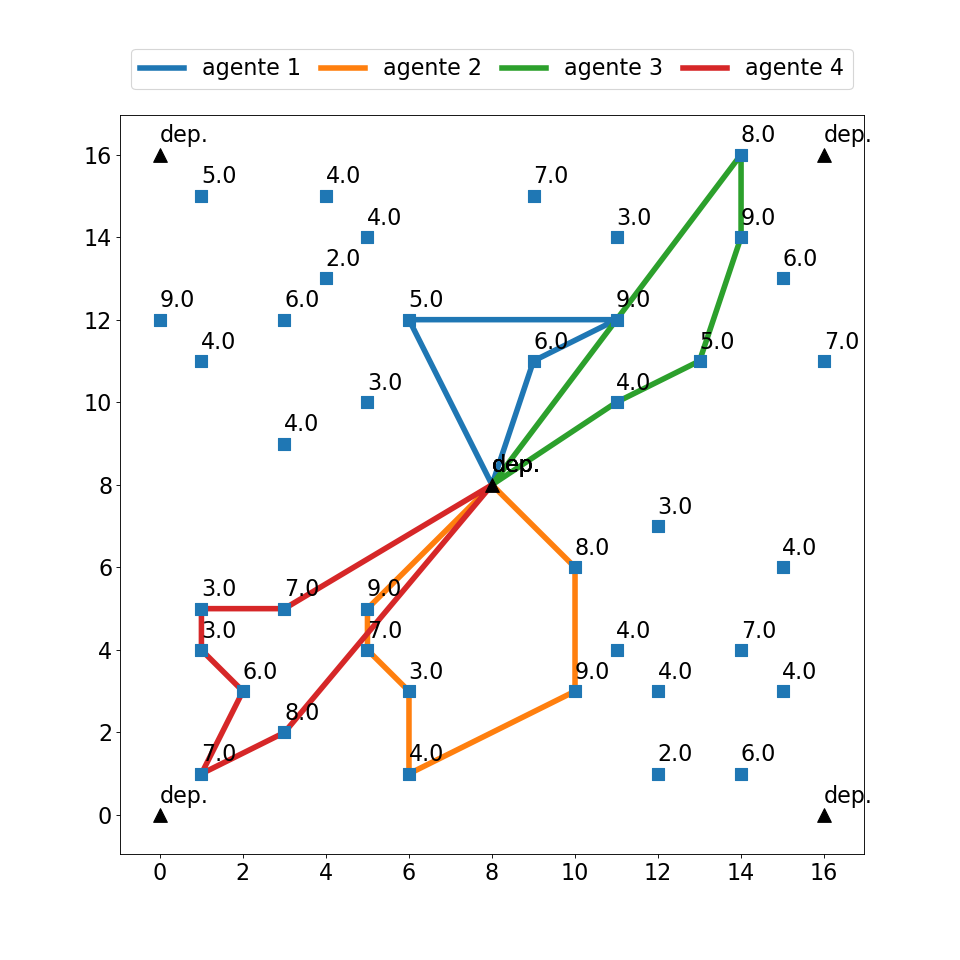 agente 1 agente 2 agente 3 agente 4
dep. 8.0 dep.
16
5.0 4.0 7.0
4.0 3.0 9.0
14
2.0 6.0
9.0 6.0 5.0 9.0
12
4.0 6.0 5.0 7.0
3.0 4.0
10
4.0
dep.
8
3.0
8.0 4.0
6
3.0 7.0 9.0
3.0 7.0 4.0 7.0
4
6.0 3.0 9.0 4.0 4.0
8.0
2
7.0 4.0 2.0 6.0
dep. dep.
0
0 2 4 6 8 10 12 14 16